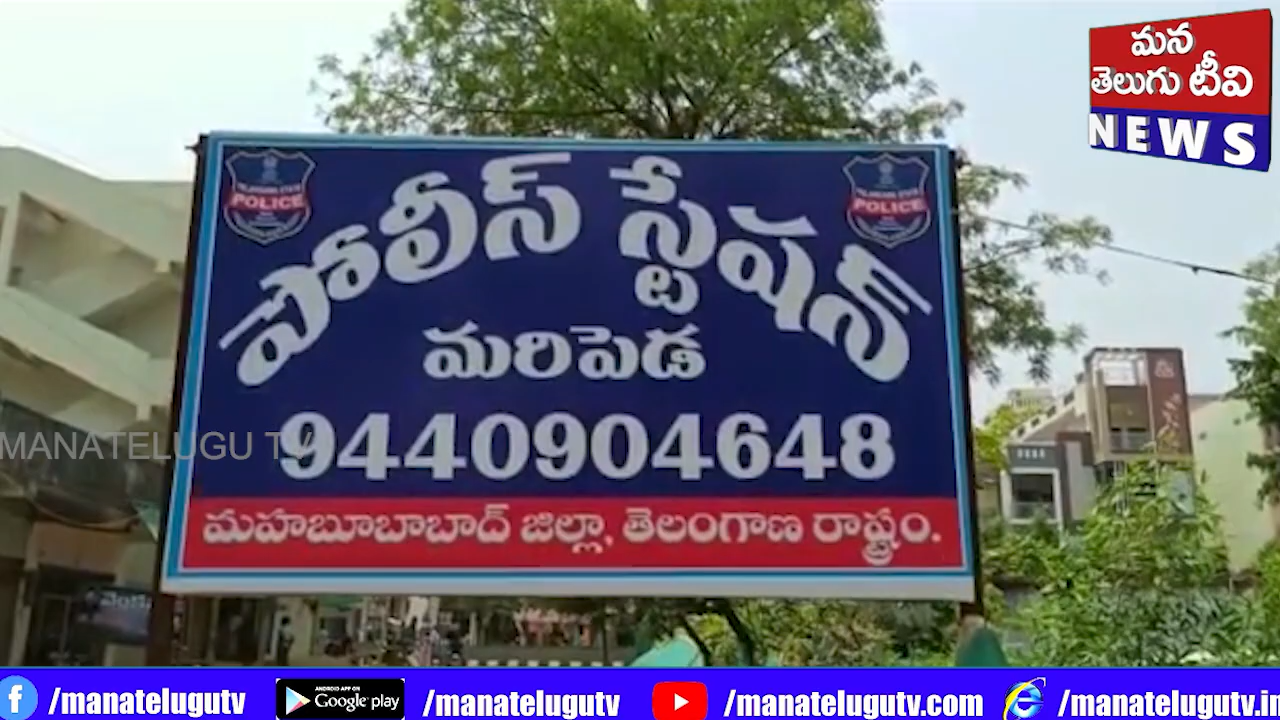 మన
తెలుగు టీవి
NEWS
POLICE
POLICE
పోలీస్ స్టేషన్
మరిపెడ
9440904648
మహబూబాబాద్ జిల్లా, తెలంగాణ రాష్ట్రం.
MANATELUGU TV
/manatelugutv
ANDROID APP ON
Google play
/manatelugutv
/manatelugutv.com
/manatelugutv.in